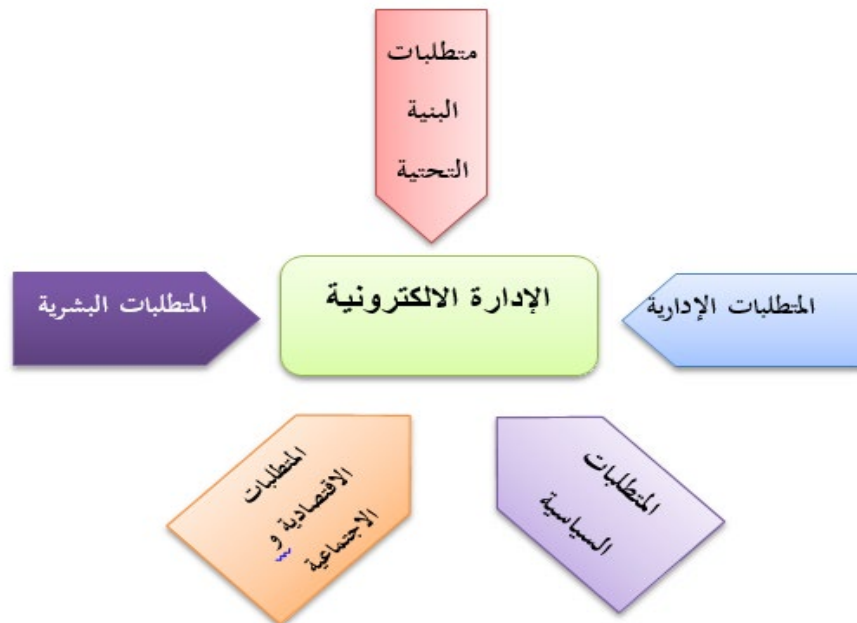 متطلبات
البنية
التحتية
الإدارة الالكترونية
المتطلبات الإدارية
المتطلبات البشرية
المتطلبات
السياسية
المتطلبات
الاقتصادية و
الاجتماعية